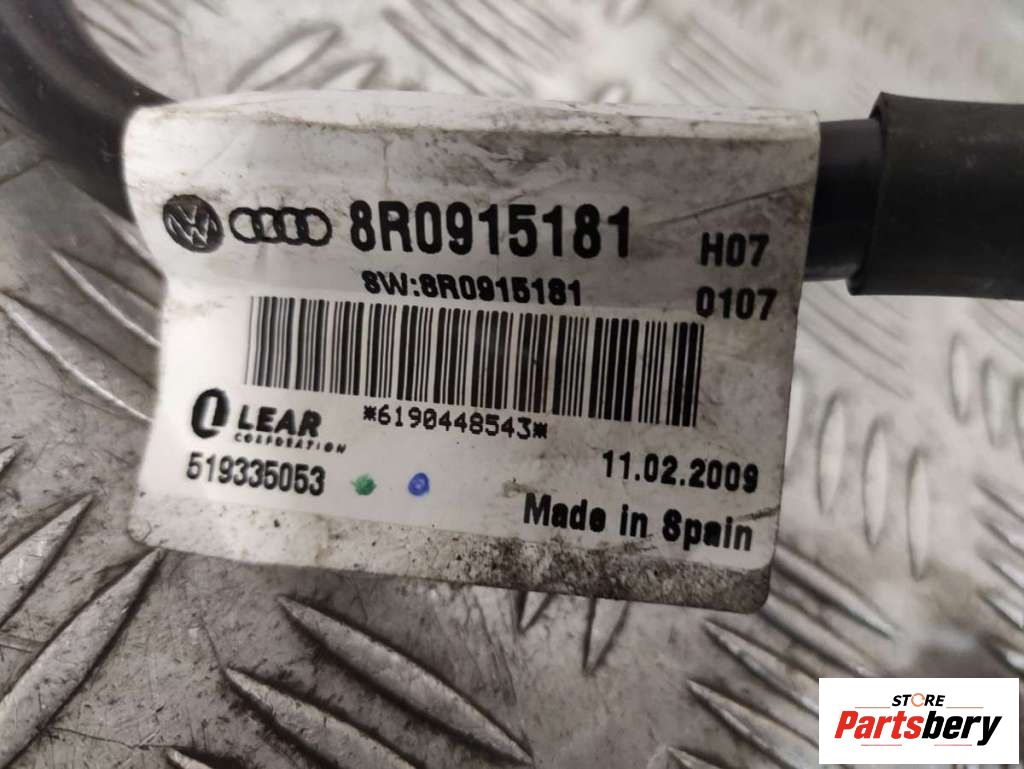 8R0915181 H07
SW:8R0915181 0107
LEAR
CORPORATION
*6190448543*
519335053
11.02.2009
Made in Spain
STORE
Partsbery